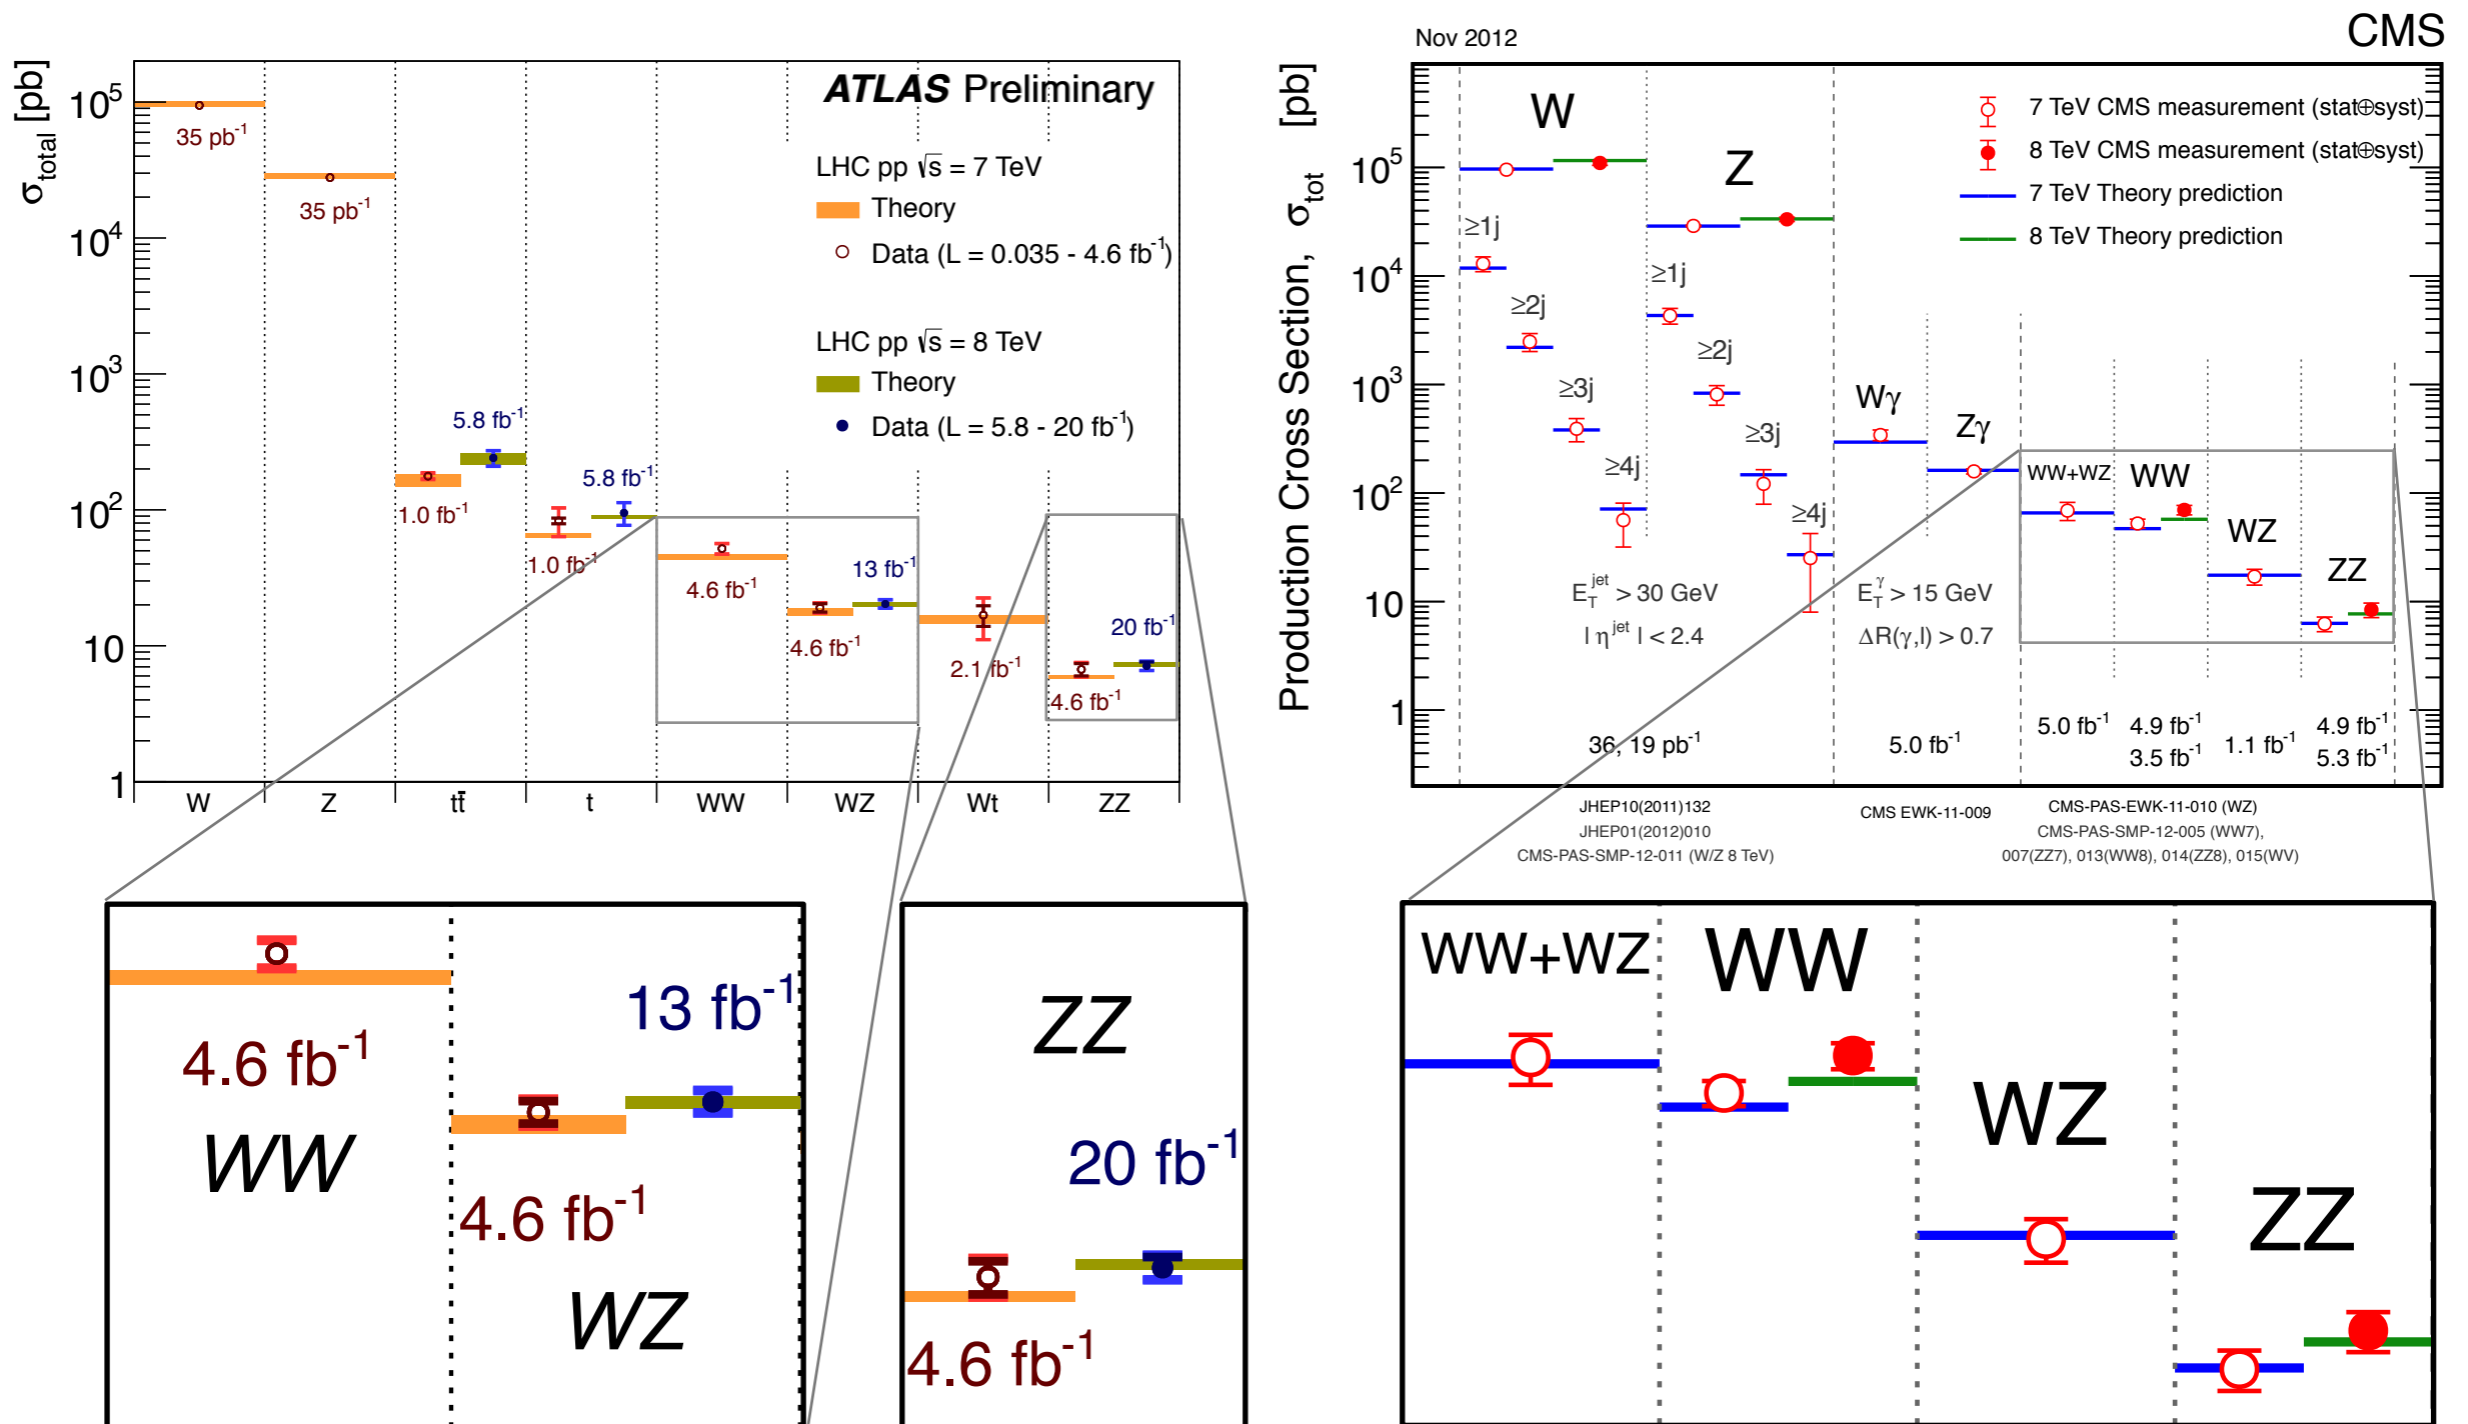 ATLAS Preliminary
σtotal [pb]
10^5
10^4
10^3
10^2
10
1
35 pb^-1
35 pb^-1
LHC pp √s = 7 TeV
Theory
Data (L = 0.035 - 4.6 fb^-1)
LHC pp √s = 8 TeV
Theory
Data (L = 5.8 - 20 fb^-1)
5.8 fb^-1
1.0 fb^-1
5.8 fb^-1
1.0 fb^-1
4.6 fb^-1
13 fb^-1
4.6 fb^-1
2.1 fb^-1
20 fb^-1
4.6 fb^-1
W Z tt̄ t WW WZ Wt ZZ
4.6 fb^-1
WW
13 fb^-1
4.6 fb^-1
WZ
ZZ
20 fb^-1
4.6 fb^-1
Nov 2012
CMS
Production Cross Section, σtot [pb]
10^5
10^4
10^3
10^2
10
1
7 TeV CMS measurement (stat⊕syst)
8 TeV CMS measurement (stat⊕syst)
7 TeV Theory prediction
8 TeV Theory prediction
W
≥1j
≥2j
≥3j
≥4j
Z
≥1j
≥2j
≥3j
≥4j
Wγ
Zγ
WW+WZ
WW
WZ
ZZ
E_T^jet > 30 GeV
| η^jet | < 2.4
E_T^γ > 15 GeV
ΔR(γ,l) > 0.7
36, 19 pb^-1
5.0 fb^-1
5.0 fb^-1
4.9 fb^-1
3.5 fb^-1
1.1 fb^-1
4.9 fb^-1
5.3 fb^-1
JHEP10(2011)132
JHEP01(2012)010
CMS-PAS-SMP-12-011 (W/Z 8 TeV)
CMS EWK-11-009
CMS-PAS-EWK-11-010 (WZ)
CMS-PAS-SMP-12-005 (WW7),
007(ZZ7), 013(WW8), 014(ZZ8), 015(WV)
WW+WZ
WW
WZ
ZZ